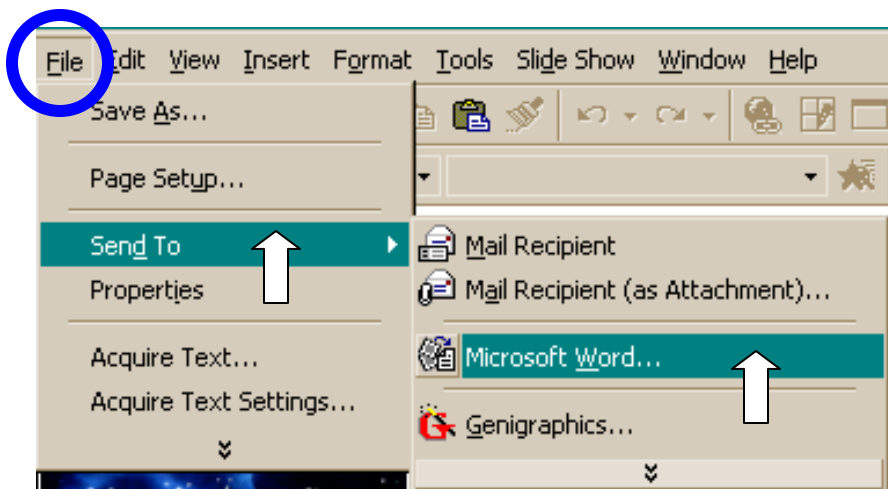 File Edit View Insert Format Tools Slide Show Window Help
Save As...
Page Setup...
Send To
Properties
Acquire Text...
Acquire Text Settings...
Mail Recipient
Mail Recipient (as Attachment)...
Microsoft Word...
Genigraphics...